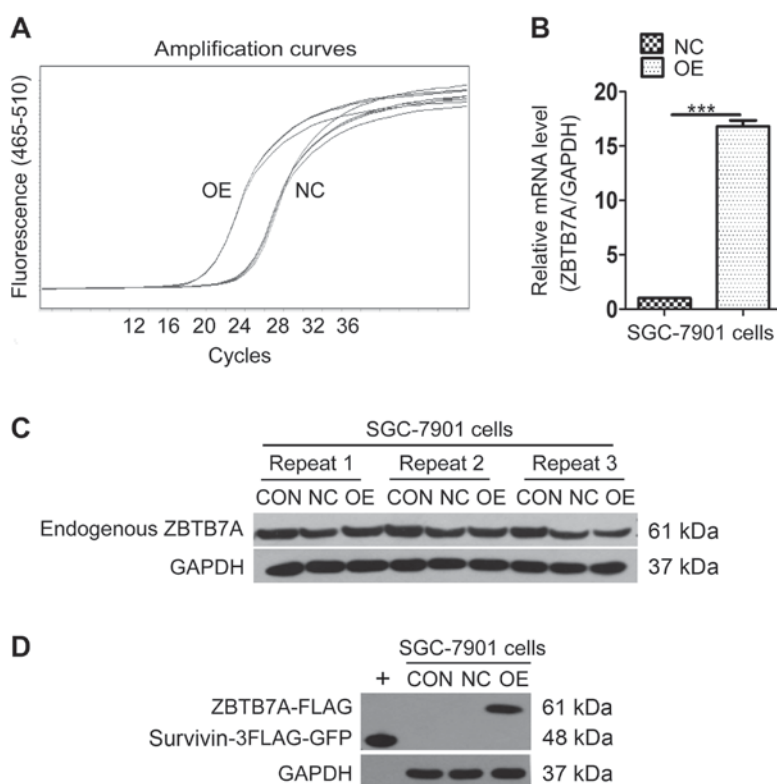 A
Amplification curves
Fluorescence (465-510)
OE
NC
12 16 20 24 28 32 36
Cycles
B
NC
OE
Relative mRNA level
(ZBTB7A/GAPDH)
20
15
10
5
0
***
SGC-7901 cells
C
SGC-7901 cells
Repeat 1 Repeat 2 Repeat 3
CON NC OE CON NC OE CON NC OE
Endogenous ZBTB7A 61 kDa
GAPDH 37 kDa
D
SGC-7901 cells
+ CON NC OE
ZBTB7A-FLAG 61 kDa
Survivin-3FLAG-GFP 48 kDa
GAPDH 37 kDa